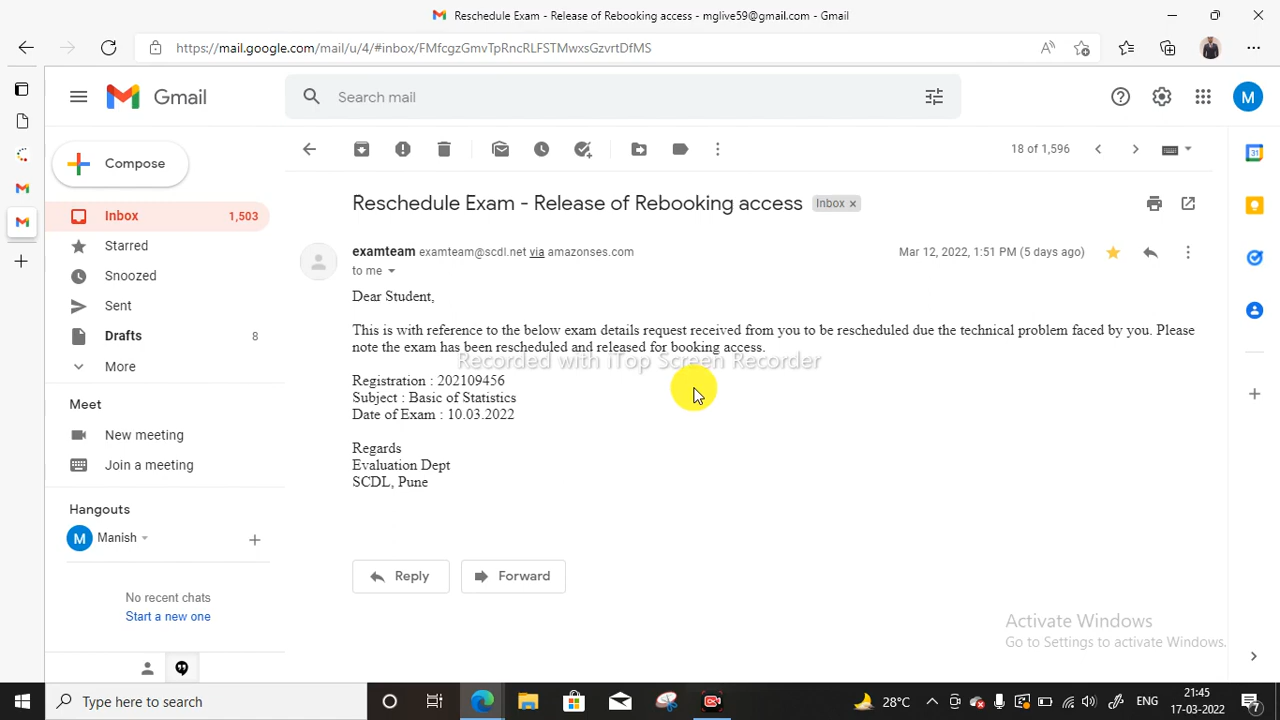 Reschedule Exam - Release of Rebooking access - mglive59@gmail.com - Gmail
https://mail.google.com/mail/u/4/#inbox/FMfcgzGmvTpRncRLFSTMwxsGzvrtDfMS
Gmail
Search mail
M
Compose
18 of 1,596
Reschedule Exam - Release of Rebooking access Inbox x
Inbox 1,503
Starred
Snoozed
Sent
Drafts 8
More
examteam examteam@scdl.net via amazonses.com
Mar 12, 2022, 1:51 PM (5 days ago)
to me
Dear Student,
This is with reference to the below exam details request received from you to be rescheduled due the technical problem faced by you. Please
note the exam has been rescheduled and released for booking access.
Recorded with iTop Screen Recorder
Registration : 202109456
Subject : Basic of Statistics
Date of Exam : 10.03.2022
Regards
Evaluation Dept
SCDL, Pune
Meet
New meeting
Join a meeting
Hangouts
M Manish
No recent chats
Start a new one
Reply
Forward
Activate Windows
Go to Settings to activate Windows.
Type here to search
28°C
ENG
21:45
17-03-2022
7